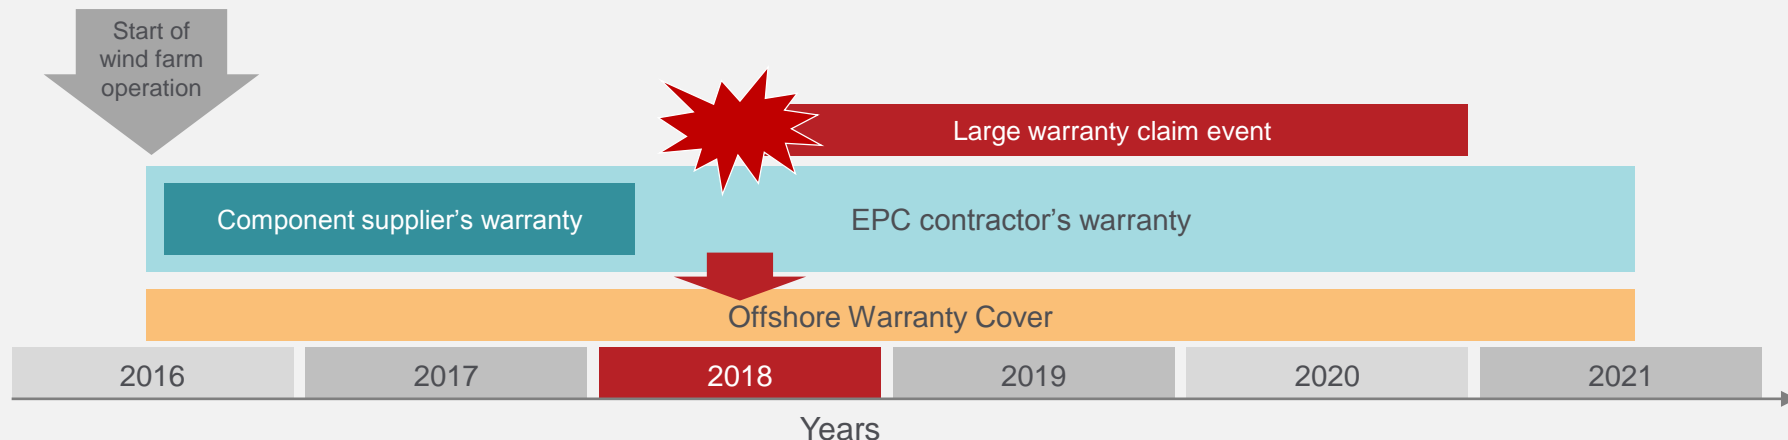 Start of
wind farm
operation
Large warranty claim event
Component supplier’s warranty
EPC contractor’s warranty
Offshore Warranty Cover
2016
2017
2018
2019
2020
2021
Years